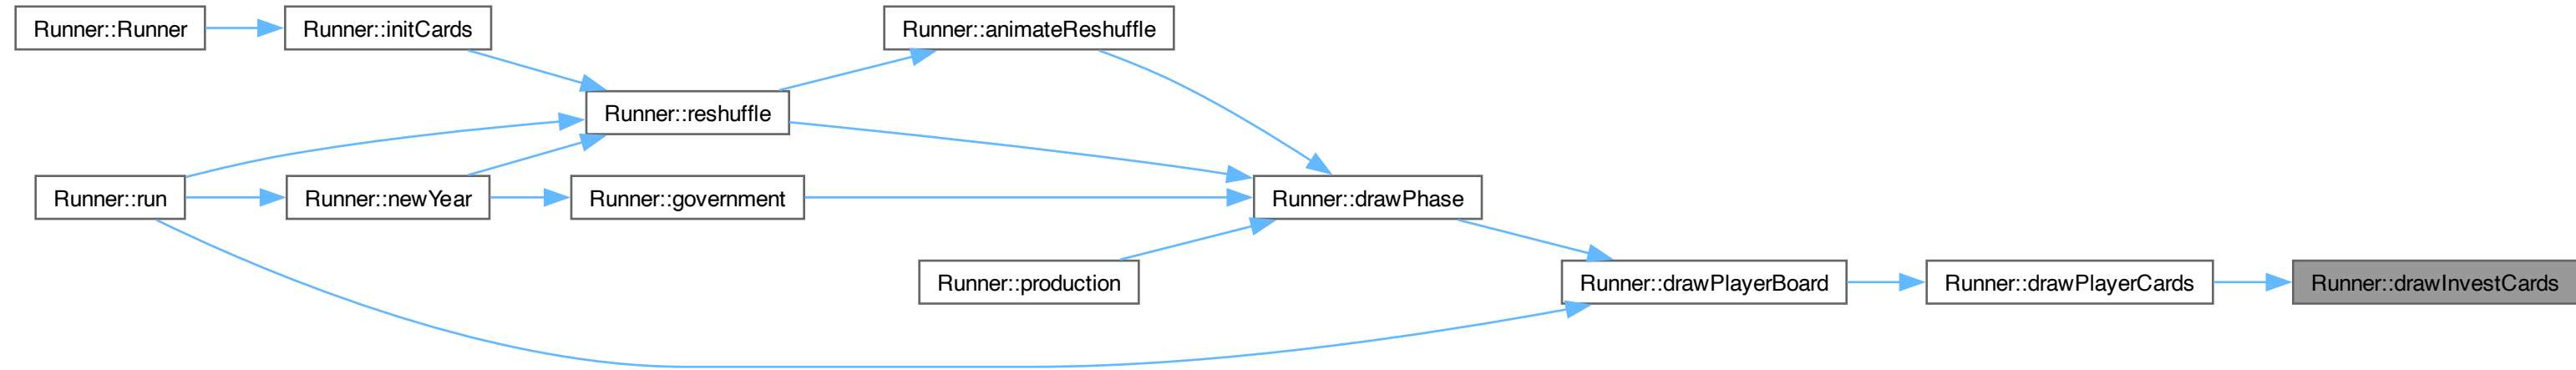 Runner::Runner
Runner::initCards
Runner::animateReshuffle
Runner::reshuffle
Runner::run
Runner::newYear
Runner::government
Runner::drawPhase
Runner::production
Runner::drawPlayerBoard
Runner::drawPlayerCards
Runner::drawInvestCards